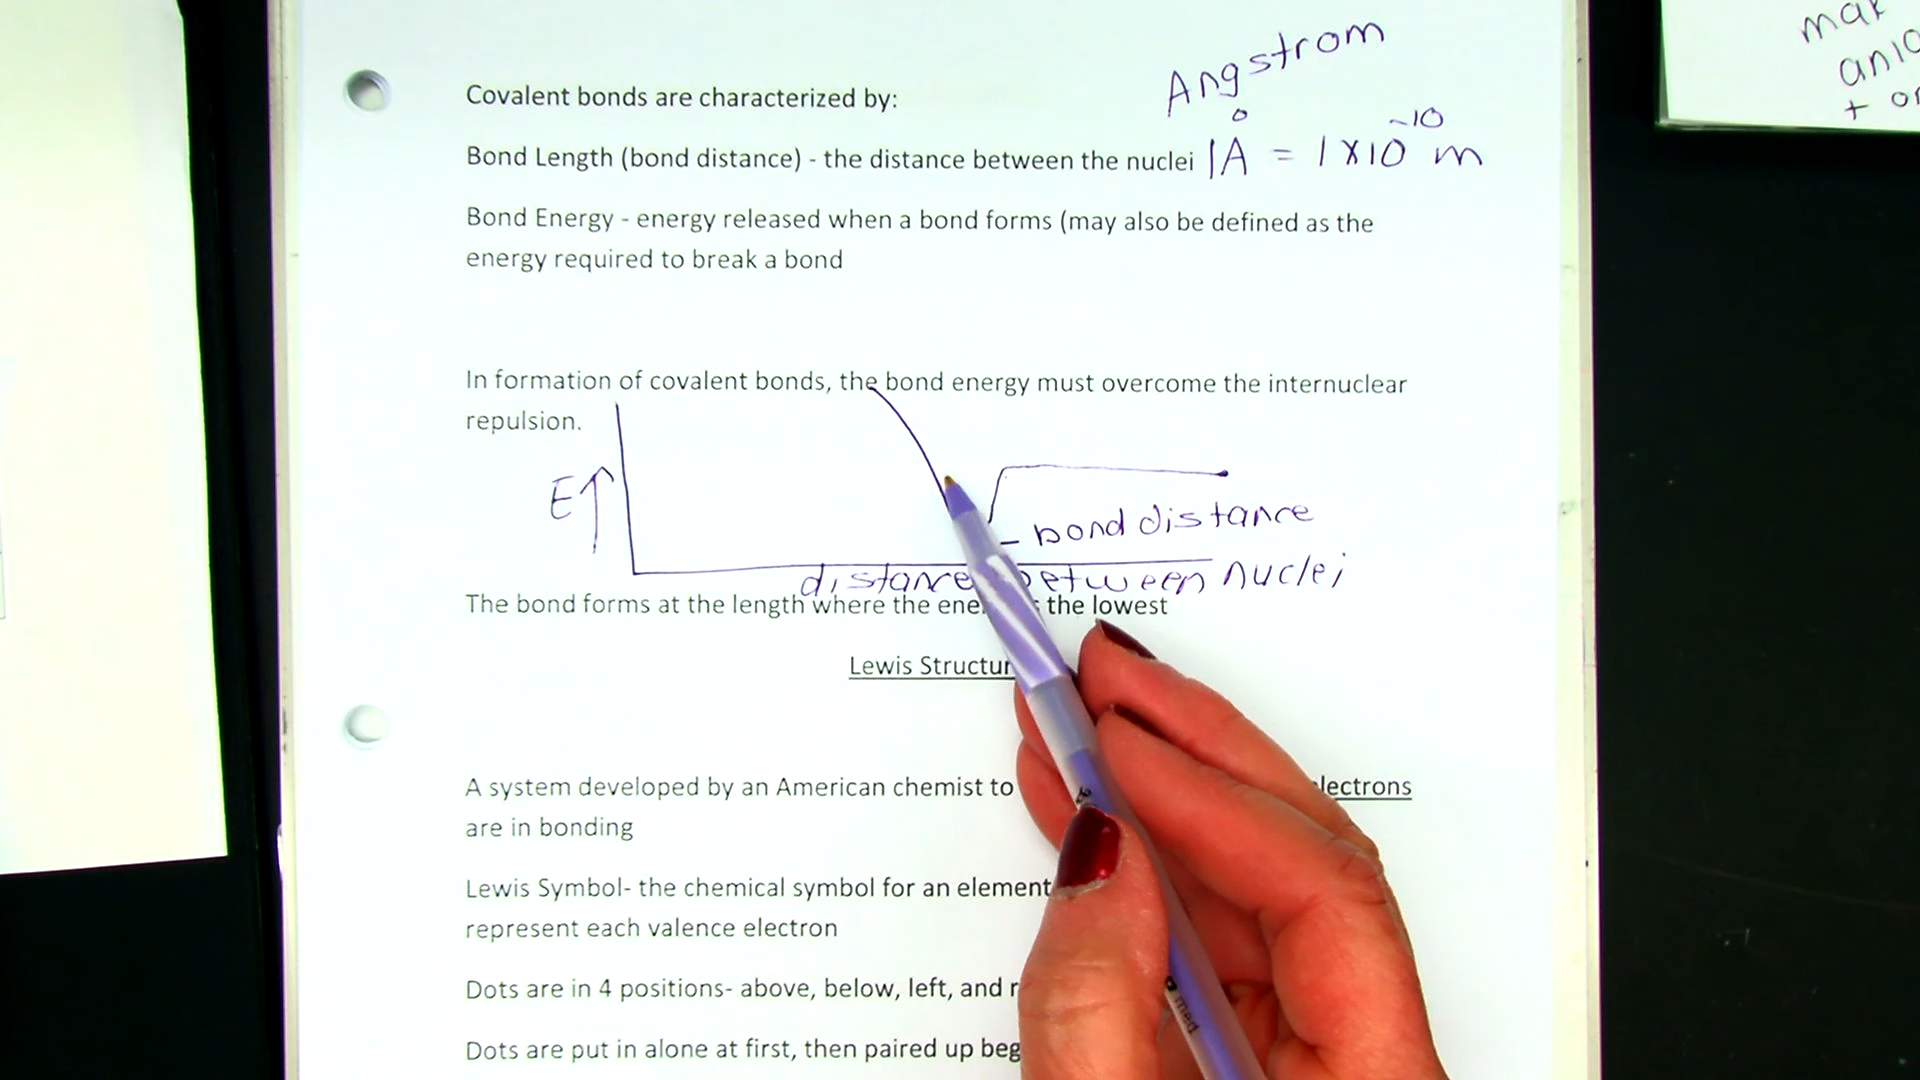 Angstrom
Covalent bonds are characterized by:
Bond Length (bond distance) - the distance between the nuclei 1Å = 1x10⁻¹⁰ m
Bond Energy - energy released when a bond forms (may also be defined as the
energy required to break a bond
In formation of covalent bonds, the bond energy must overcome the internuclear
repulsion.
E↑
- bond distance
distance between nuclei
The bond forms at the length where the the lowest
Lewis
A system developed by an American chemist to
are in bonding
Lewis Symbol- the chemical symbol for an element
represent each valence electron
Dots are in 4 positions- above, below, left, and
Dots are put in alone at first, then paired up
med
+